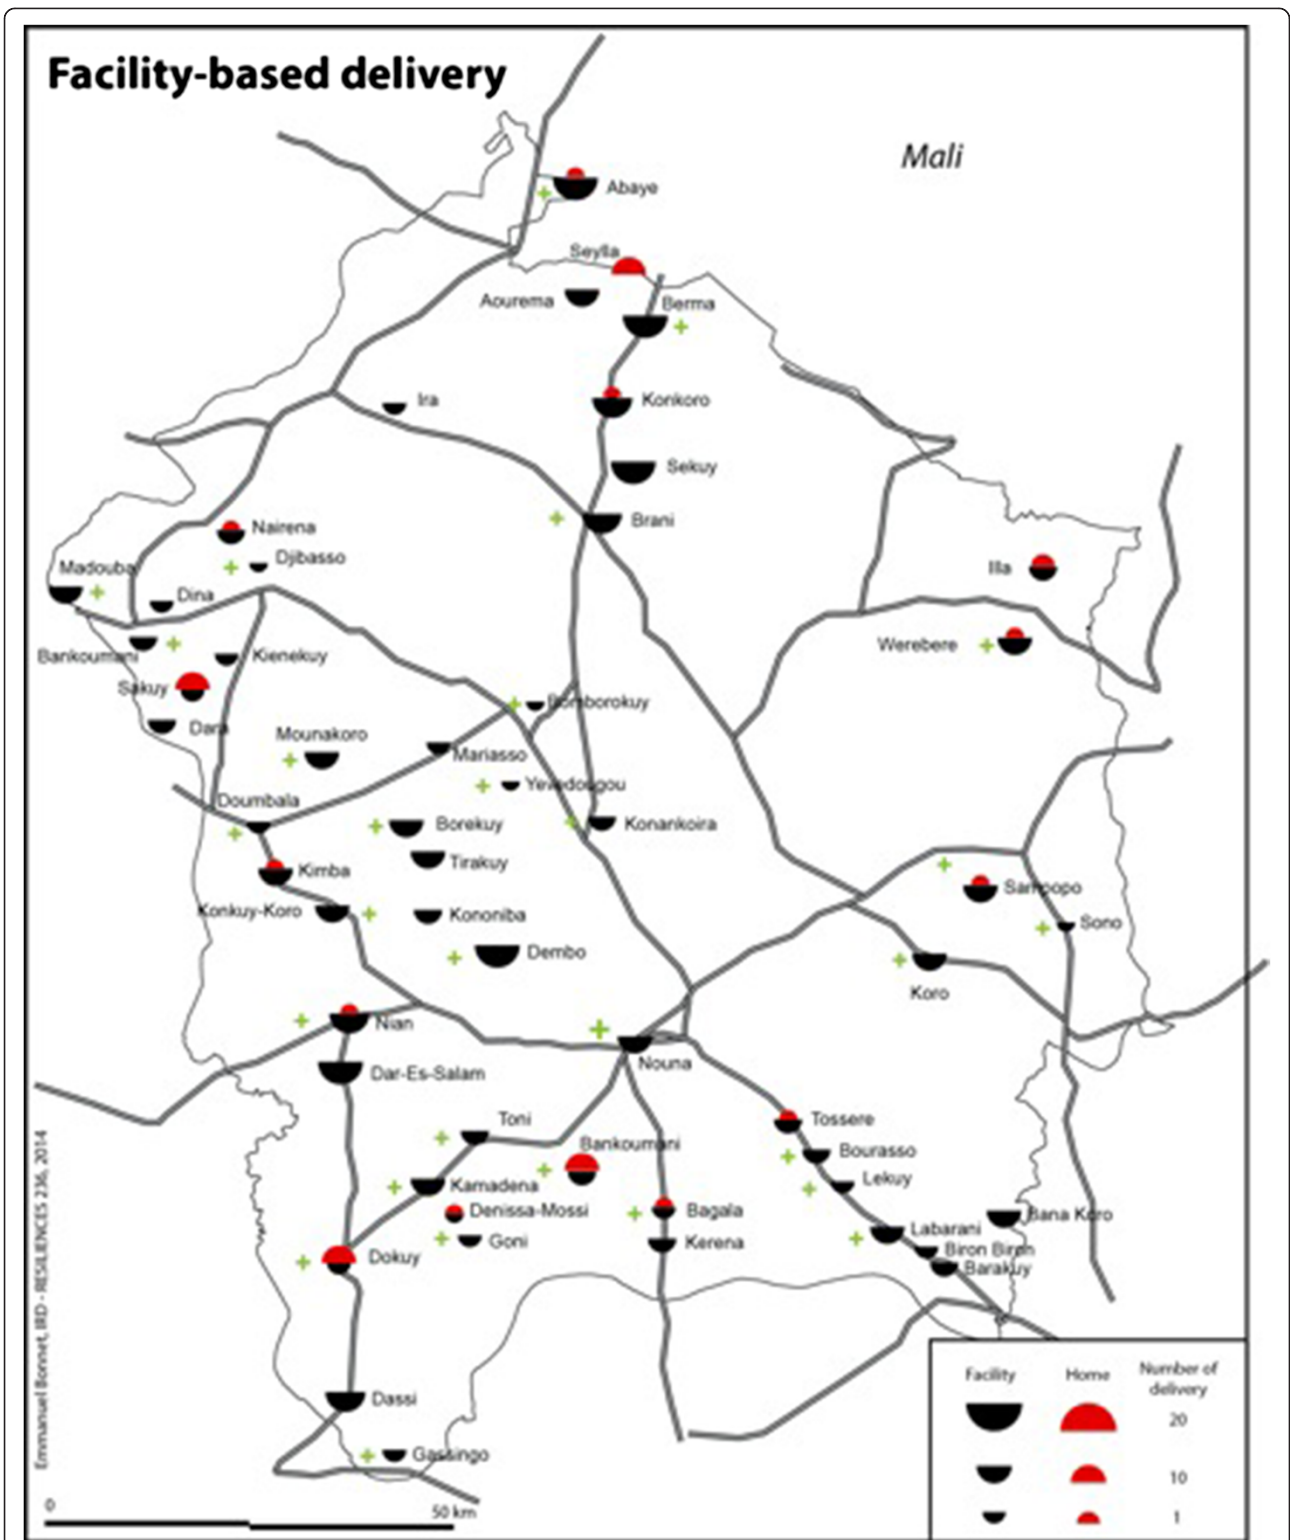 Facility-based delivery
Mali
Abaye
Seylla
Aourema
Berma
Ira
Konkoro
Sekuy
Brani
Nairena
Djibasso
Madouba
Illa
Dina
Werebere
Bankoumani
Kienekuy
Sakuy
Bomborokuy
Dara
Mounakoro
Mariasso
Yevedougou
Doumbala
Borekuy
Konankoira
Tirakuy
Kimba
Sampopo
Konkuy-Koro
Kononiba
Sono
Dembo
Koro
Nian
Nouna
Dar-Es-Salam
Toni
Tossere
Bankoumani
Bourasso
Kamadena
Lekuy
Denissa-Mossi
Bagala
Bana Koro
Labarani
Goni
Kerena
Biron Biron
Dokuy
Barakuy
Dassi
Gassingo
Emmanuel Bonnet, IRD - RESILIENCES 236, 2014
0
50 km
Facility
Home
Number of
delivery
20
10
1